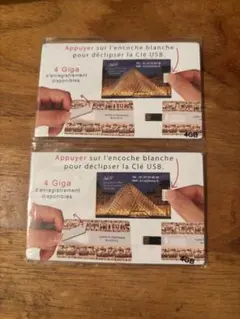 Appuyer sur l'encoche blanche
pour déclipser la Clé USB.
4 Giga
d'enregistrement
disponibles
4GB
Appuyer sur l'encoche blanche
pour déclipser la Clé USB.
4 Giga
d'enregistrement
disponibles
4GB